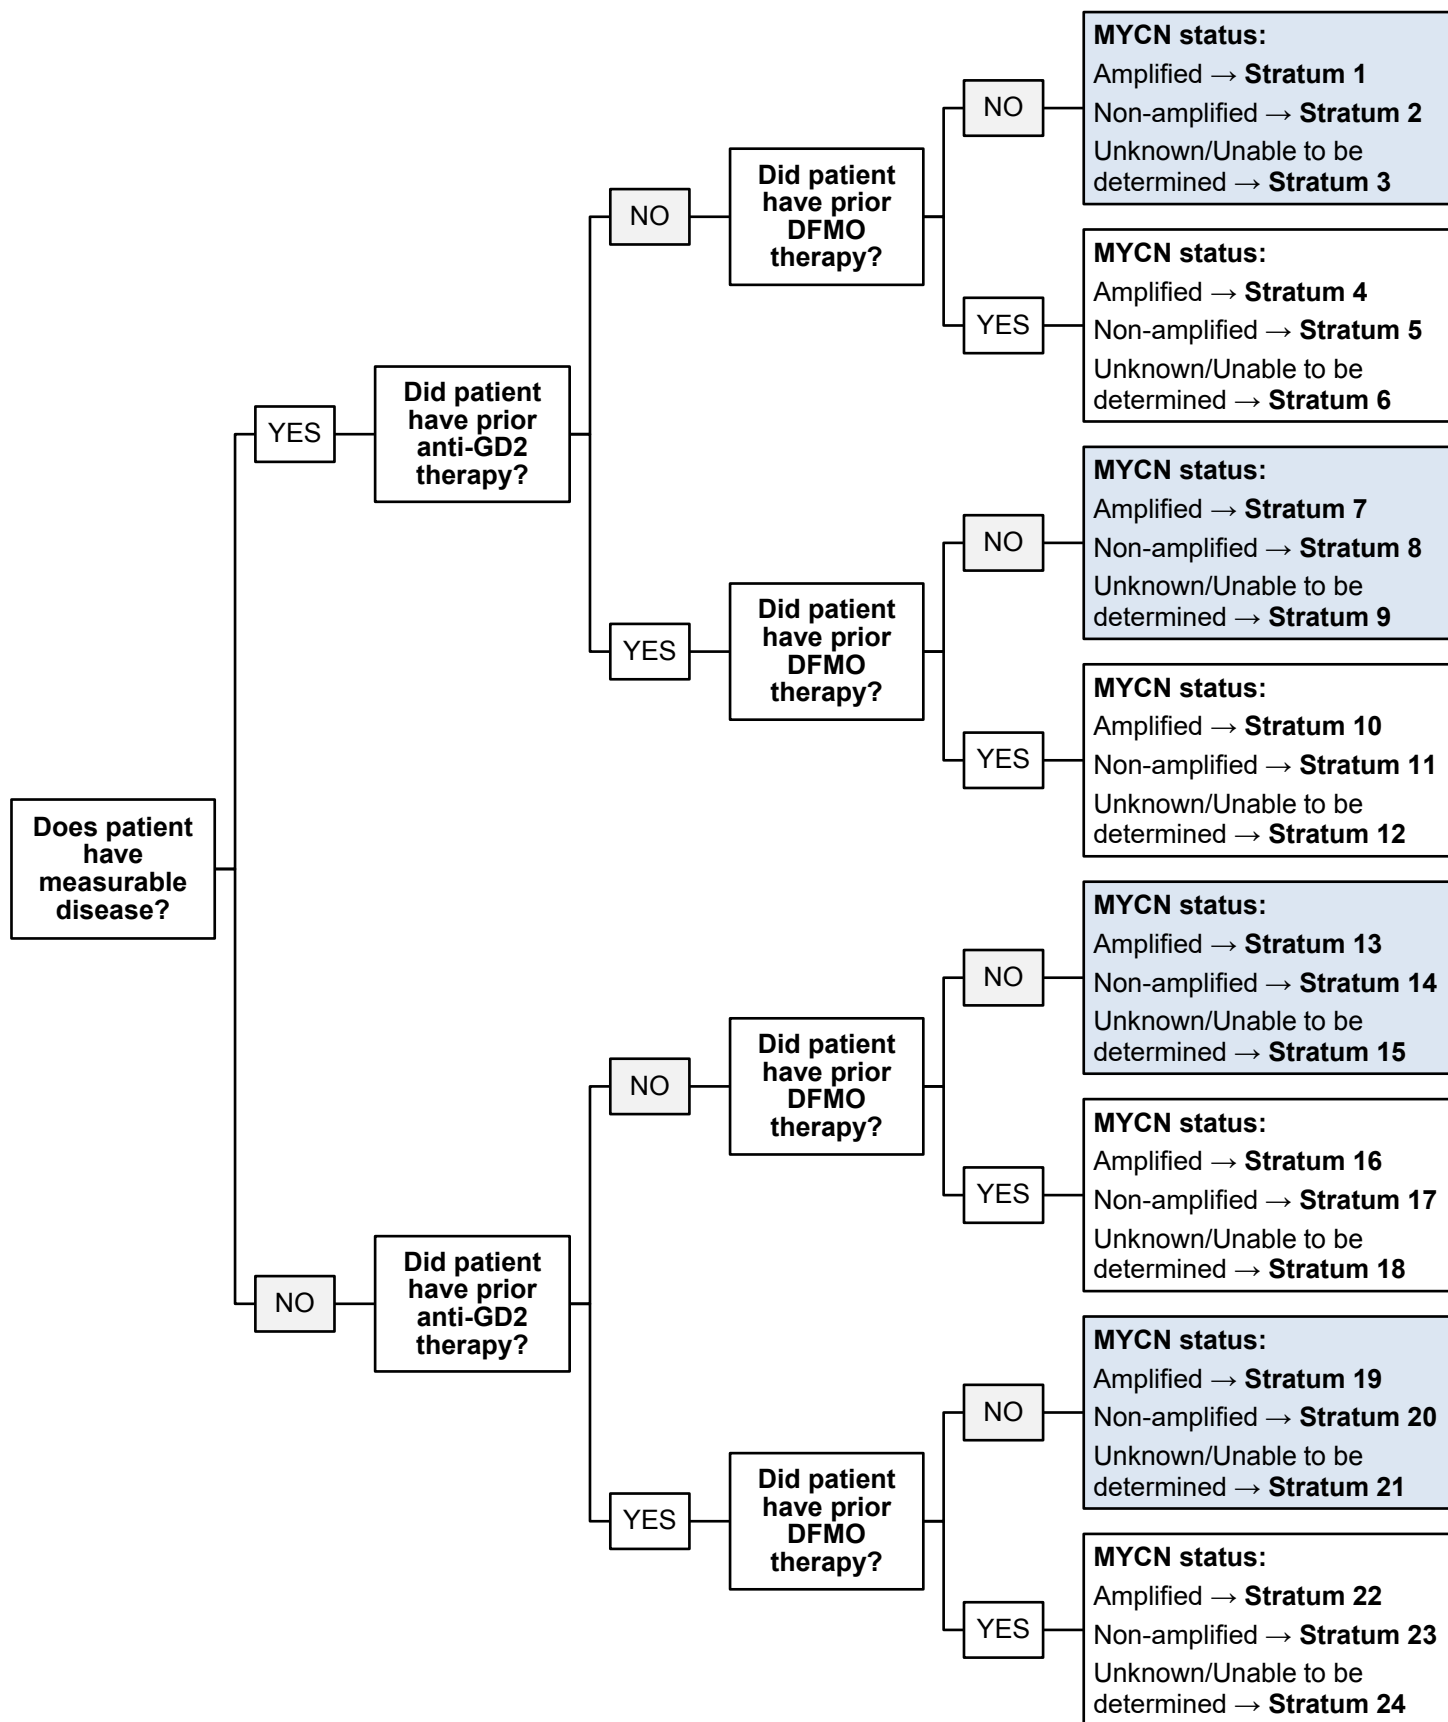 Does patient
have
measurable
disease?
YES
Did patient
have prior
anti-GD2
therapy?
NO
Did patient
have prior
DFMO
therapy?
NO
MYCN status:
Amplified → Stratum 1
Non-amplified → Stratum 2
Unknown/Unable to be
determined → Stratum 3
YES
MYCN status:
Amplified → Stratum 4
Non-amplified → Stratum 5
Unknown/Unable to be
determined → Stratum 6
YES
Did patient
have prior
DFMO
therapy?
NO
MYCN status:
Amplified → Stratum 7
Non-amplified → Stratum 8
Unknown/Unable to be
determined → Stratum 9
YES
MYCN status:
Amplified → Stratum 10
Non-amplified → Stratum 11
Unknown/Unable to be
determined → Stratum 12
NO
Did patient
have prior
anti-GD2
therapy?
NO
Did patient
have prior
DFMO
therapy?
NO
MYCN status:
Amplified → Stratum 13
Non-amplified → Stratum 14
Unknown/Unable to be
determined → Stratum 15
YES
MYCN status:
Amplified → Stratum 16
Non-amplified → Stratum 17
Unknown/Unable to be
determined → Stratum 18
YES
Did patient
have prior
DFMO
therapy?
NO
MYCN status:
Amplified → Stratum 19
Non-amplified → Stratum 20
Unknown/Unable to be
determined → Stratum 21
YES
MYCN status:
Amplified → Stratum 22
Non-amplified → Stratum 23
Unknown/Unable to be
determined → Stratum 24